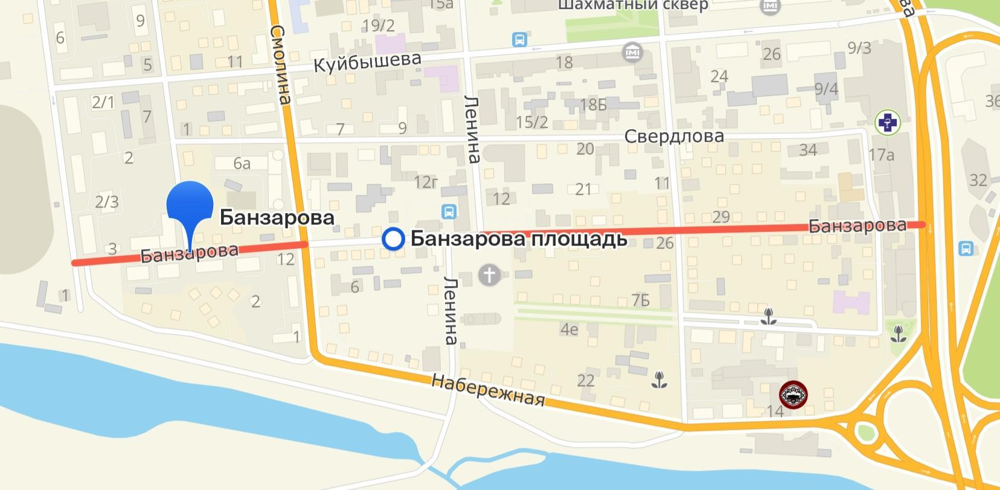 15а
Шахматный сквер
ва
9
19/2
6
Смолина
9/3
26
5
11
Куйбышева
18
24
9/4
2/1
7
18Б
36
Ленина
15/2
1
7
9
Свердлова
20
34
17а
2
6а
12г
11
32
2/3
12
21
Банзарова
29
Банзарова
3
Банзарова
Банзарова площадь
26
12
6
Ленина
1
2
7Б
4е
1
Набережная
22
14